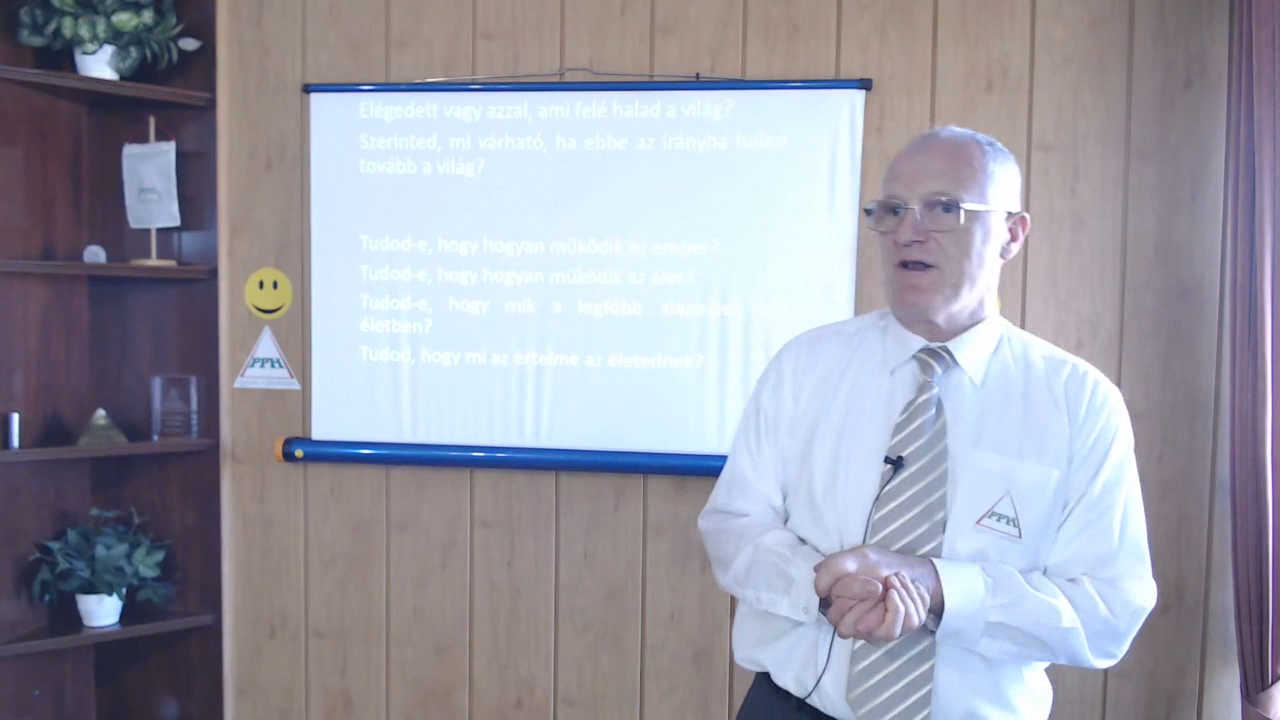 Elégedett vagy azzal, ami felé halad a világ?
Szerinted, mi várható, ha ebbe az irányba halad
tovább a világ?
Tudod-e, hogy hogyan működik az ember?
Tudod-e, hogy hogyan működik az élet?
Tudod-e, hogy mik a legfőbb
életben?
Tudod, hogy mi az értelme az életednek?
PPH
PPH